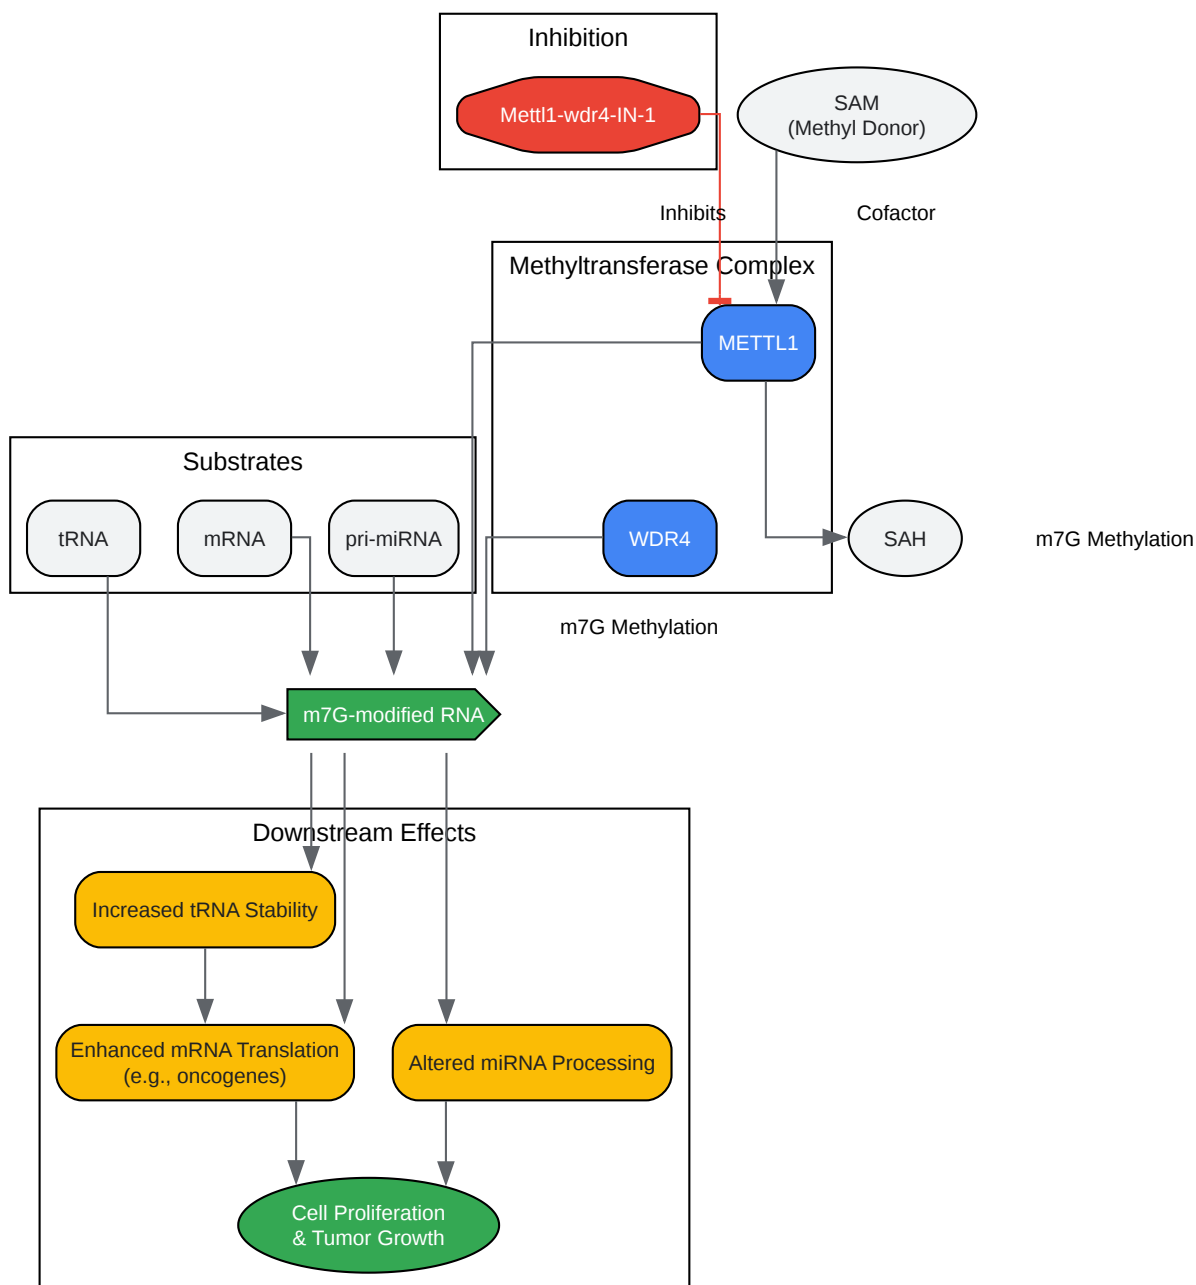 Inhibition
Mettl1-wdr4-IN-1
SAM
(Methyl Donor)
Inhibits
Cofactor
Methyltransferase Complex
METTL1
Substrates
tRNA
mRNA
pri-miRNA
WDR4
SAH
m7G Methylation
m7G Methylation
m7G-modified RNA
Downstream Effects
Increased tRNA Stability
Enhanced mRNA Translation
(e.g., oncogenes)
Altered miRNA Processing
Cell Proliferation
& Tumor Growth